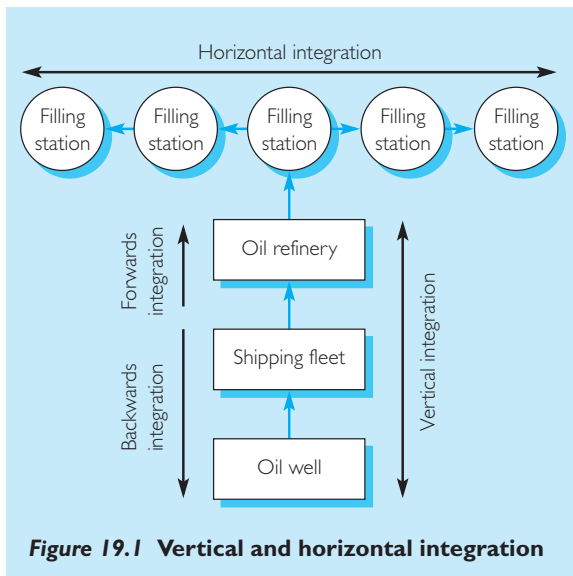 Horizontal integration
Filling
station
Filling
station
Filling
station
Filling
station
Filling
station
Forwards
integration
Oil refinery
Vertical integration
Shipping fleet
Backwards
integration
Oil well
Figure 19.1 Vertical and horizontal integration